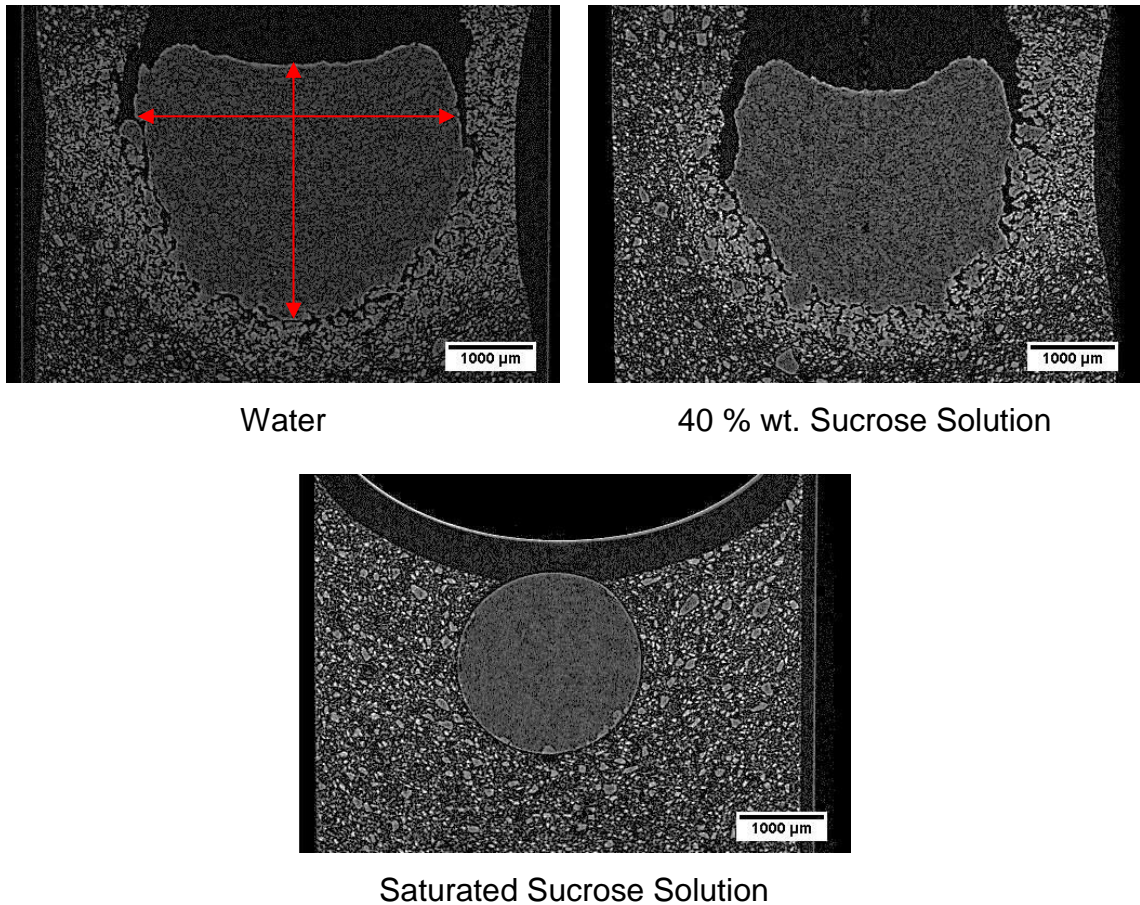 1000 µm
1000 µm
Water
40 % wt. Sucrose Solution
1000 µm
Saturated Sucrose Solution